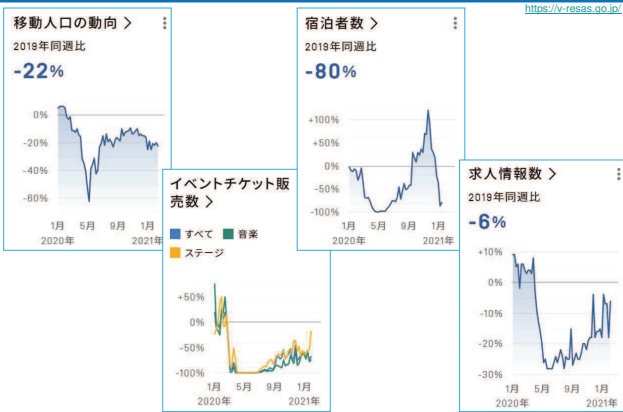 https://v-resas.go.jp/
移動人口の動向 >
2019年同週比
-22%
0%
-20%
-40%
-60%
1月 5月 9月 1月
2020年 2021年
イベントチケット販
売数 >
すべて 音楽
ステージ
+50%
0%
-50%
-100%
1月 5月 9月 1月
2020年 2021年
宿泊者数 >
2019年同週比
-80%
+100%
+50%
0%
-50%
-100%
1月 5月 9月 1月
2020年 2021年
求人情報数 >
2019年同週比
-6%
+10%
0%
-10%
-20%
-30%
1月 5月 9月 1月
2020年 2021年